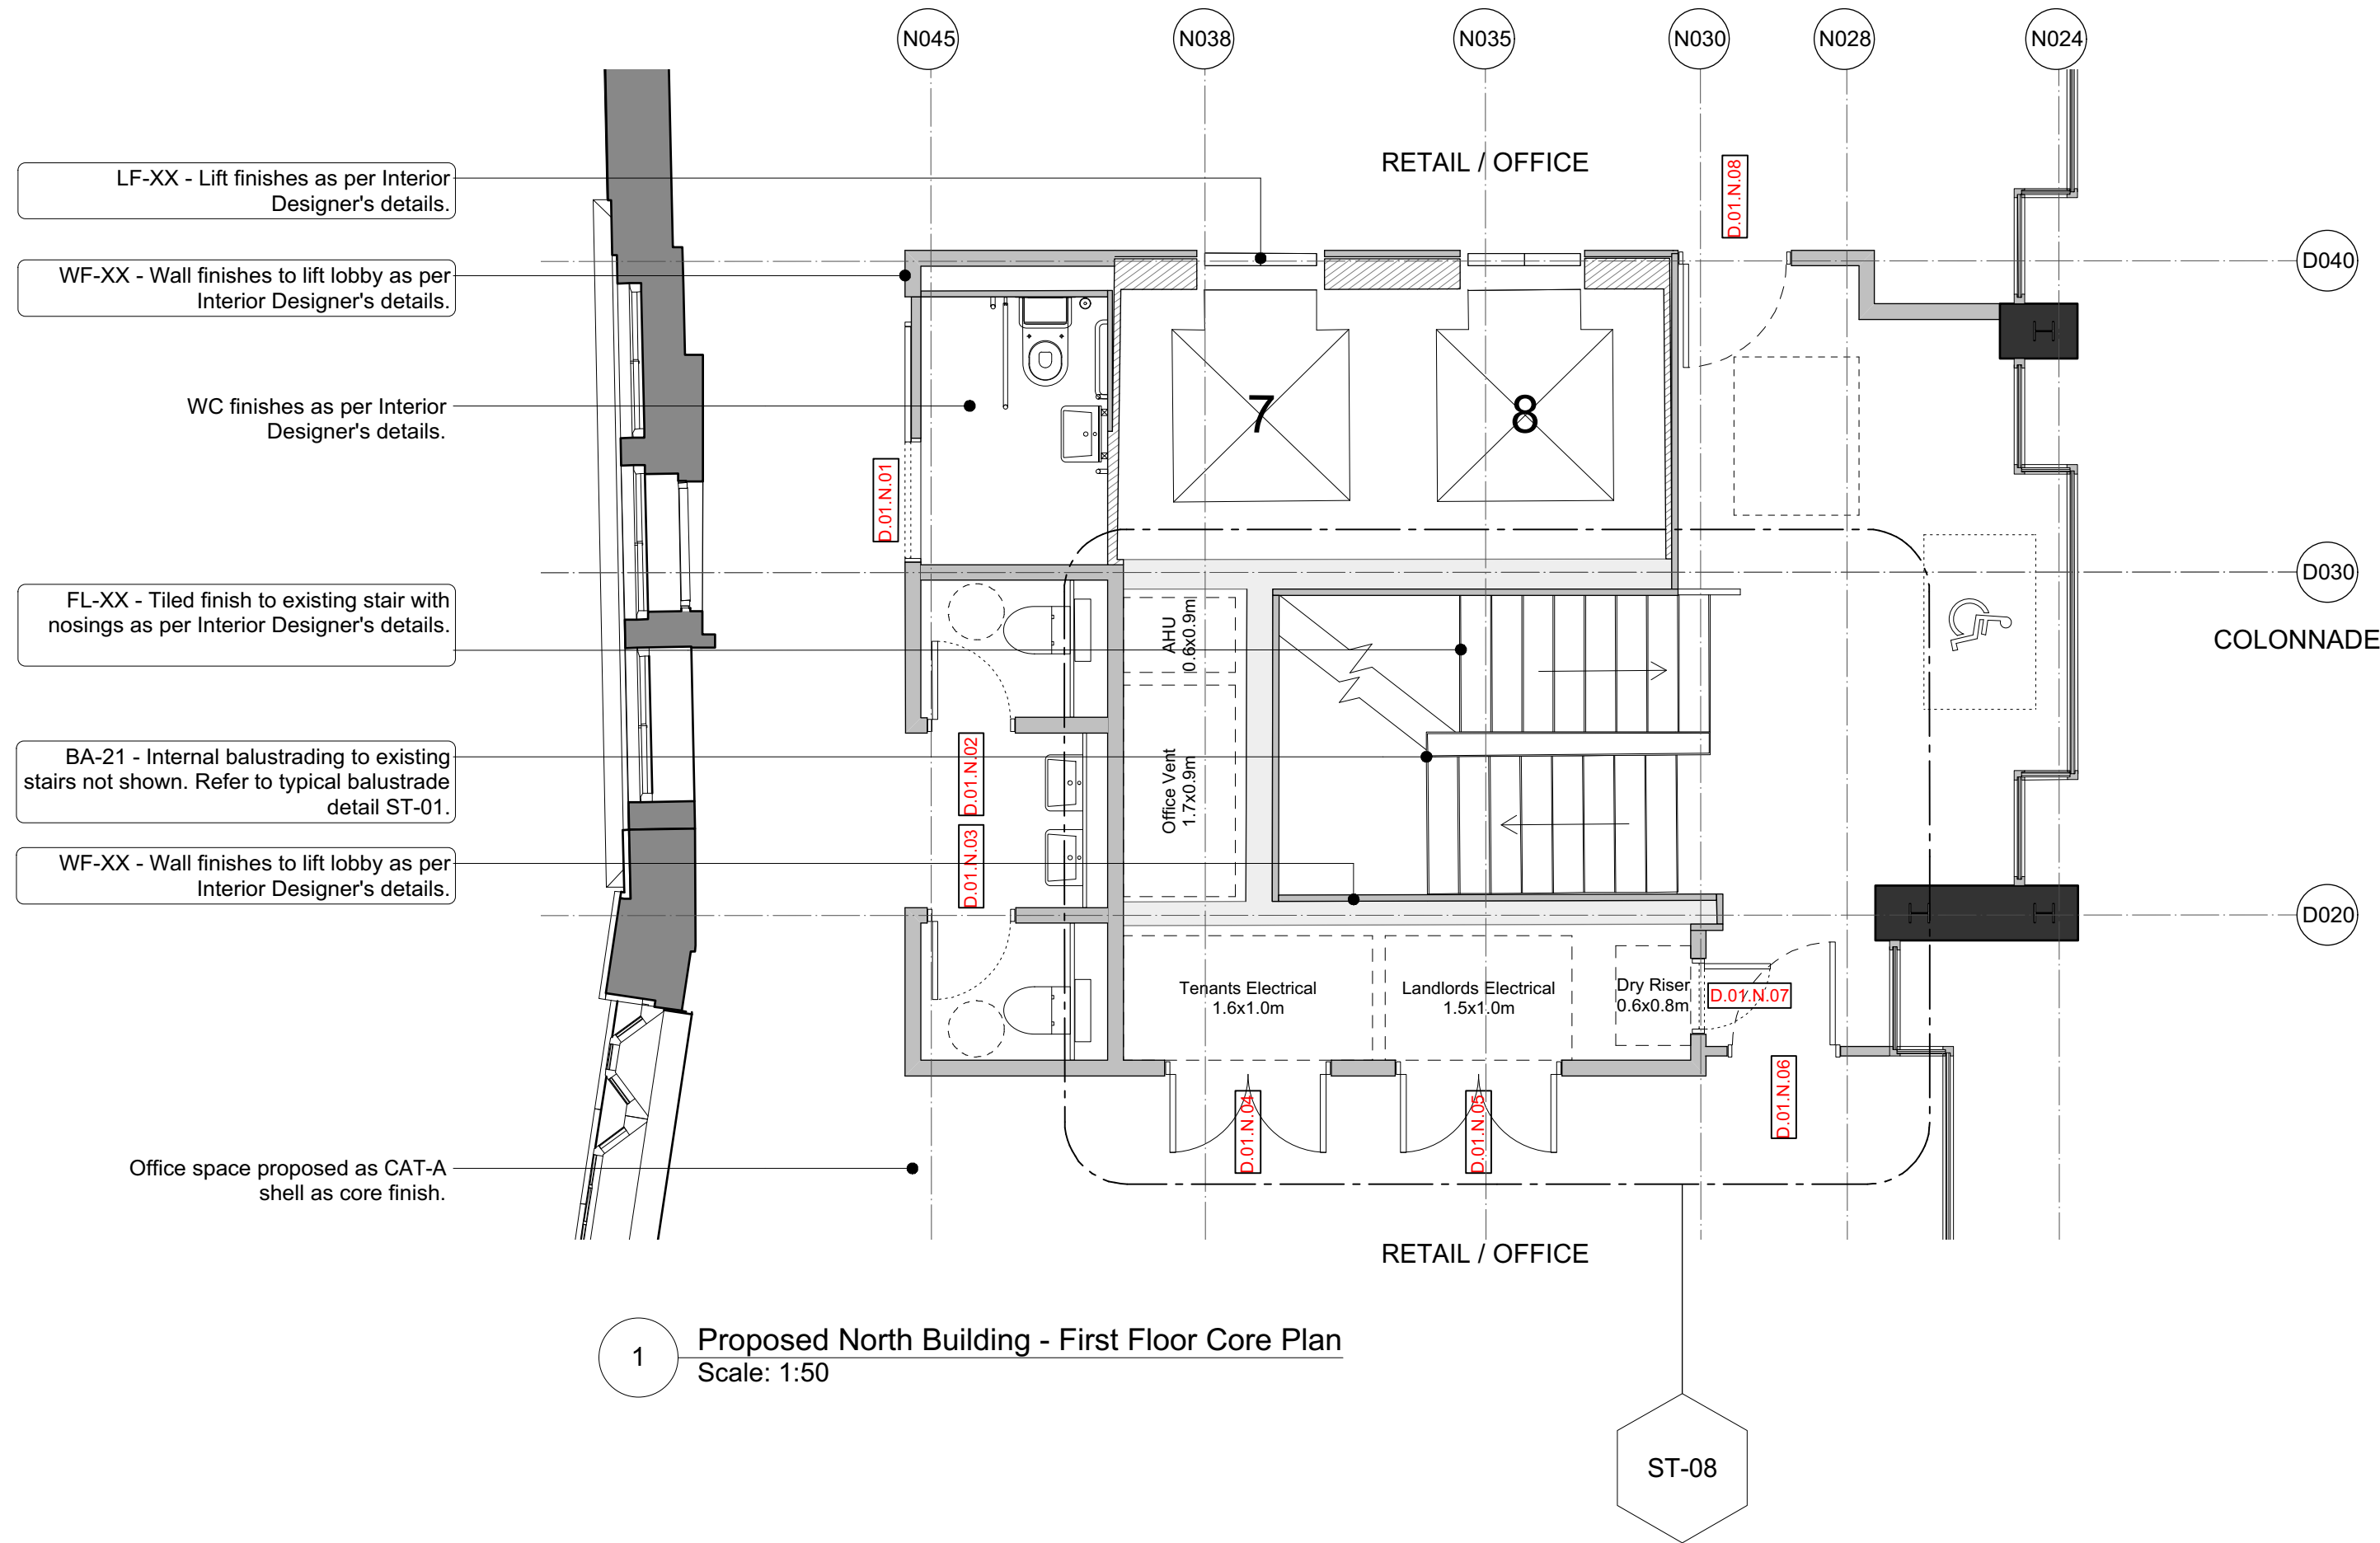 N045
N038
N035
N030
N028
N024
RETAIL / OFFICE
D.01.N.08
LF-XX - Lift finishes as per Interior
Designer's details.
WF-XX - Wall finishes to lift lobby as per
Interior Designer's details.
D040
WC finishes as per Interior
Designer's details.
7
8
D.01.N.01
D030
FL-XX - Tiled finish to existing stair with
nosings as per Interior Designer's details.
AHU
0.6x0.9m
COLONNADE
BA-21 - Internal balustrading to existing
stairs not shown. Refer to typical balustrade
detail ST-01.
D.01.N.02
Office Vent
1.7x0.9m
WF-XX - Wall finishes to lift lobby as per
Interior Designer's details.
D.01.N.03
D020
Tenants Electrical
1.6x1.0m
Landlords Electrical
1.5x1.0m
Dry Riser
0.6x0.8m
D.01.N.07
D.01.N.04
D.01.N.05
D.01.N.06
Office space proposed as CAT-A
shell as core finish.
RETAIL / OFFICE
1
Proposed North Building - First Floor Core Plan
Scale: 1:50
ST-08